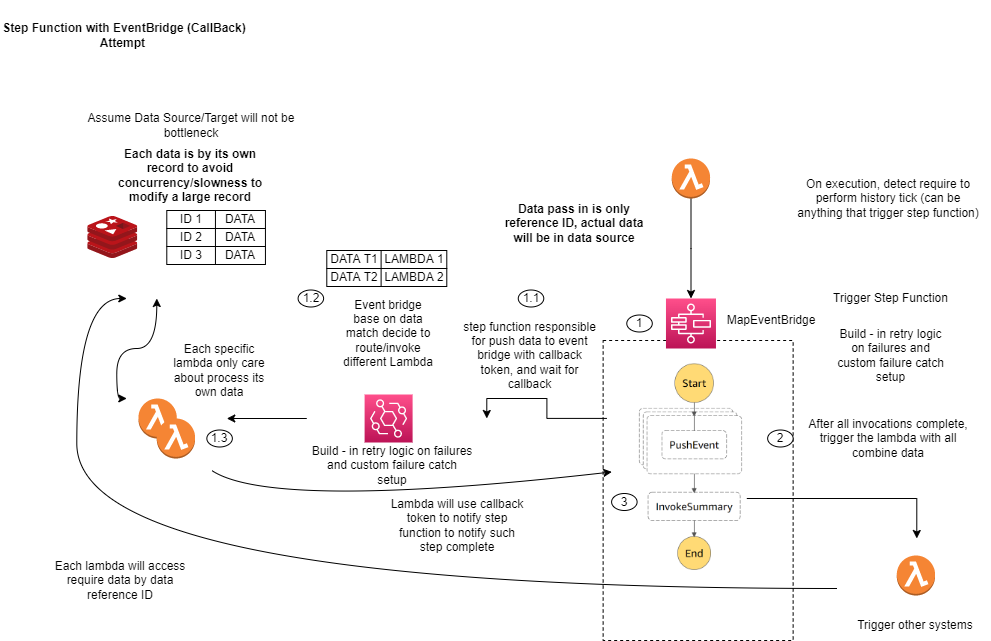 Step Function with EventBridge (CallBack)
Attempt
Assume Data Source/Target will not be
bottleneck
Each data is by its own
record to avoid
concurrency/slowness to
modify a large record
ID 1 DATA
ID 2 DATA
ID 3 DATA
DATA T1 LAMBDA 1
DATA T2 LAMBDA 2
1.2
Event bridge
base on data
match decide to
route/invoke
different Lambda
Data pass in is only
reference ID, actual data
will be in data source
1.1
step function responsible
for push data to event
bridge with callback
token, and wait for
callback
On execution, detect require to
perform history tick (can be
anything that trigger step function)
1
MapEventBridge
Trigger Step Function
Build - in retry logic
on failures and
custom failure catch
setup
Each specific
lambda only care
about process its
own data
1.3
Build - in retry logic on failures
and custom failure catch
setup
Start
PushEvent
InvokeSummary
End
2
After all invocations complete,
trigger the lambda with all
combine data
3
Lambda will use callback
token to notify step
function to notify such
step complete
Each lambda will access
require data by data
reference ID
Trigger other systems